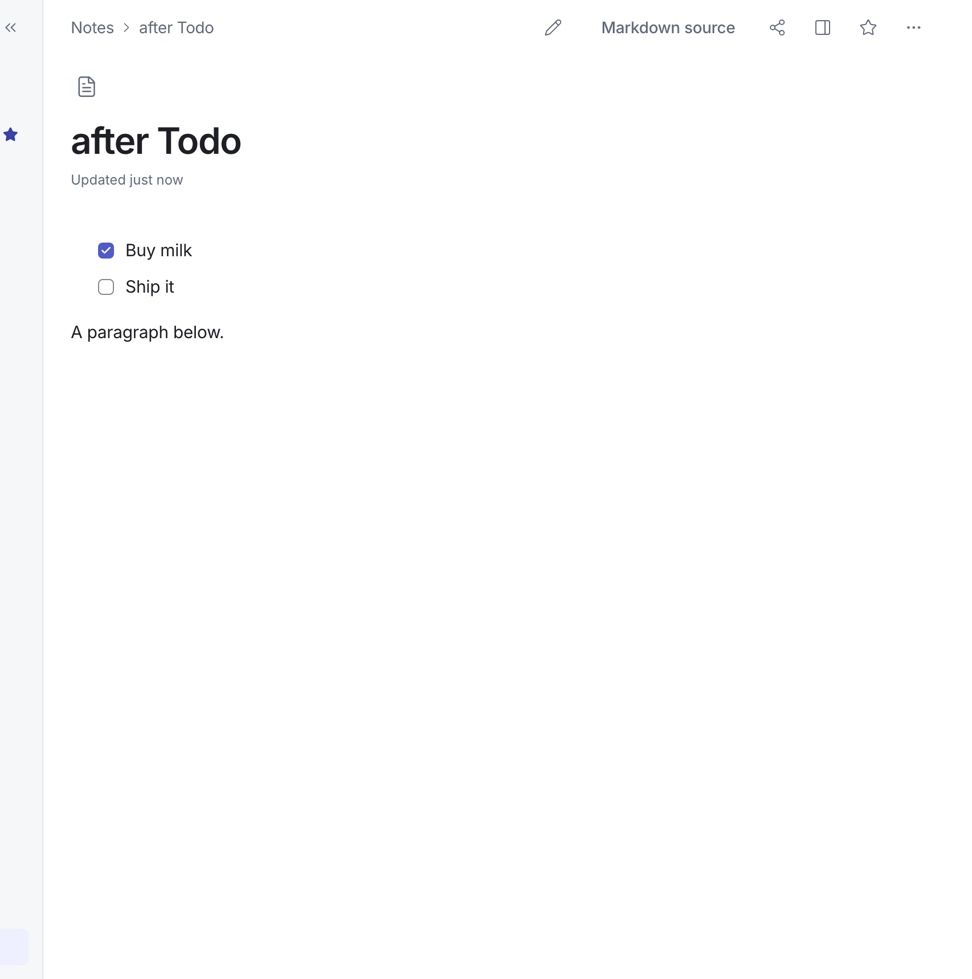 Notes > after Todo
Markdown source
after Todo
Updated just now
Buy milk
Ship it
A paragraph below.